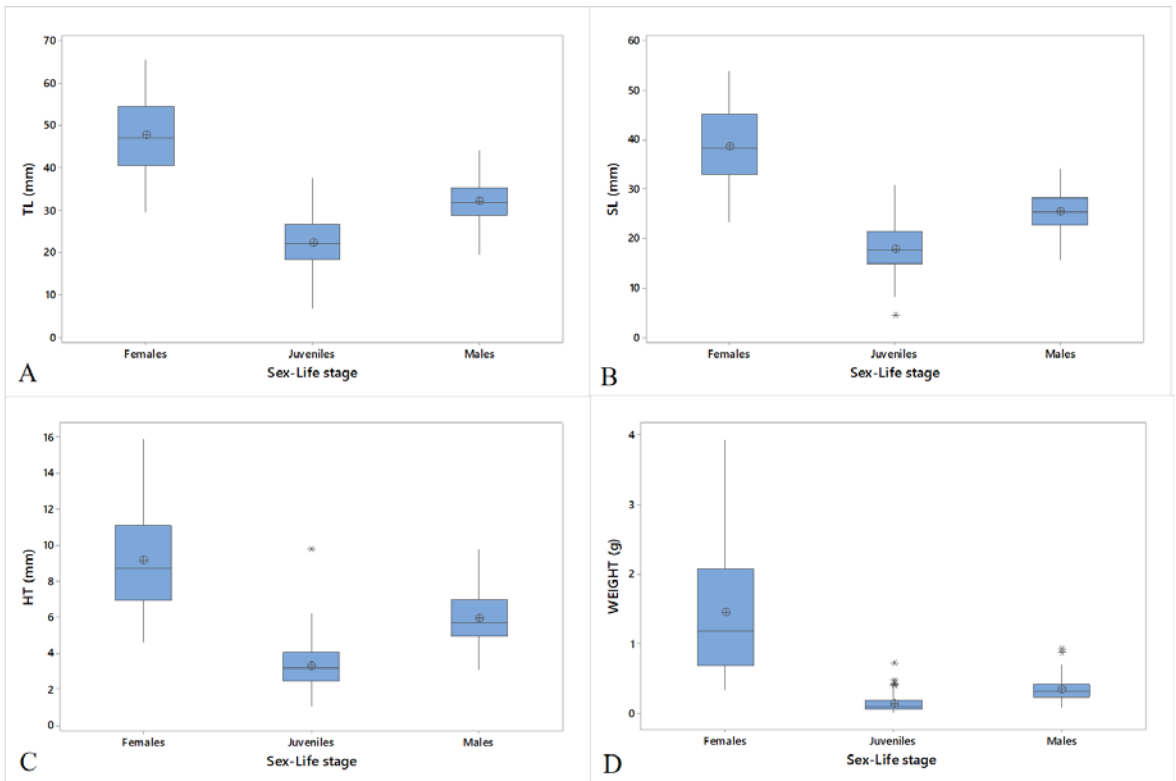 70
60
50
40
30
20
10
0
TL (mm)
Females Juveniles Males
Sex-Life stage
A
60
50
40
30
20
10
0
SL (mm)
Females Juveniles Males
Sex-Life stage
B
16
14
12
10
8
6
4
2
0
HT (mm)
Females Juveniles Males
Sex-Life stage
C
4
3
2
1
0
WEIGHT (g)
Females Juveniles Males
Sex-Life stage
D